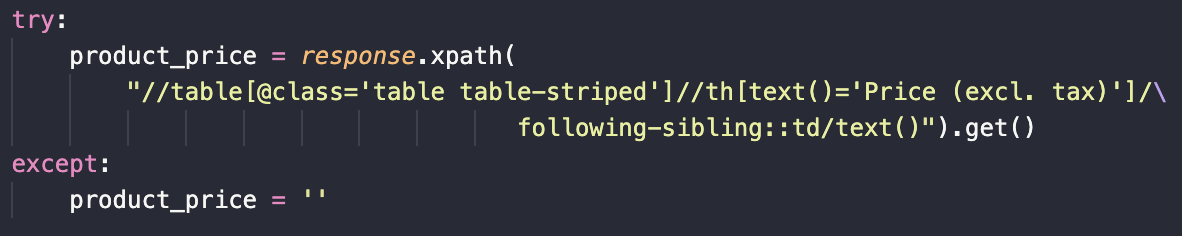 try:
    product_price = response.xpath(
        "//table[@class='table table-striped']//th[text()='Price (excl. tax)']/\
                                   following-sibling::td/text()").get()
except:
    product_price = ''